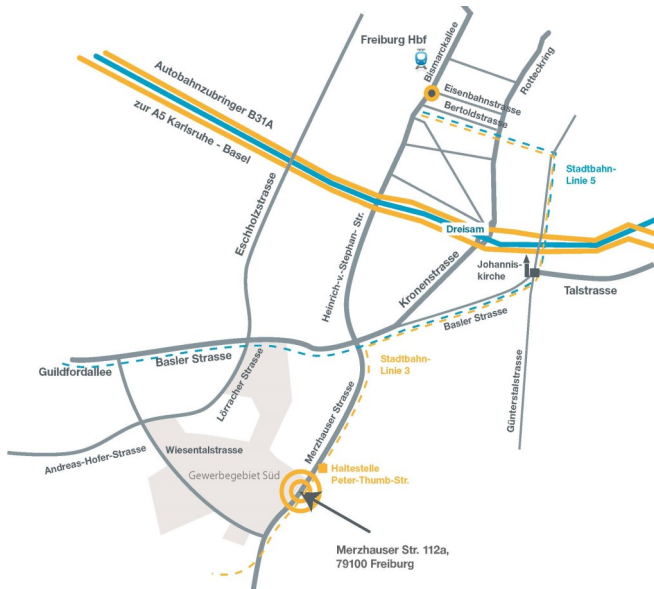 Freiburg Hbf
Bismarckallee
Rotteckring
Eisenbahnstrasse
Bertoldstrasse
Autobahnzubringer B31A
zur A5 Karlsruhe - Basel
Stadtbahn-
Linie 5
Eschholzstrasse
Heinrich-v.-Stephan- Str.
Dreisam
Kronenstrasse
Johannis-
kirche
Talstrasse
Basler Strasse
Basler Strasse
Guildfordallee
Stadtbahn-
Linie 3
Lörracher Strasse
Merzhauser Strasse
Günterstalstrasse
Andreas-Hofer-Strasse
Wiesentalstrasse
Gewerbegebiet Süd
Haltestelle
Peter-Thumb-Str.
Merzhauser Str. 112a,
79100 Freiburg